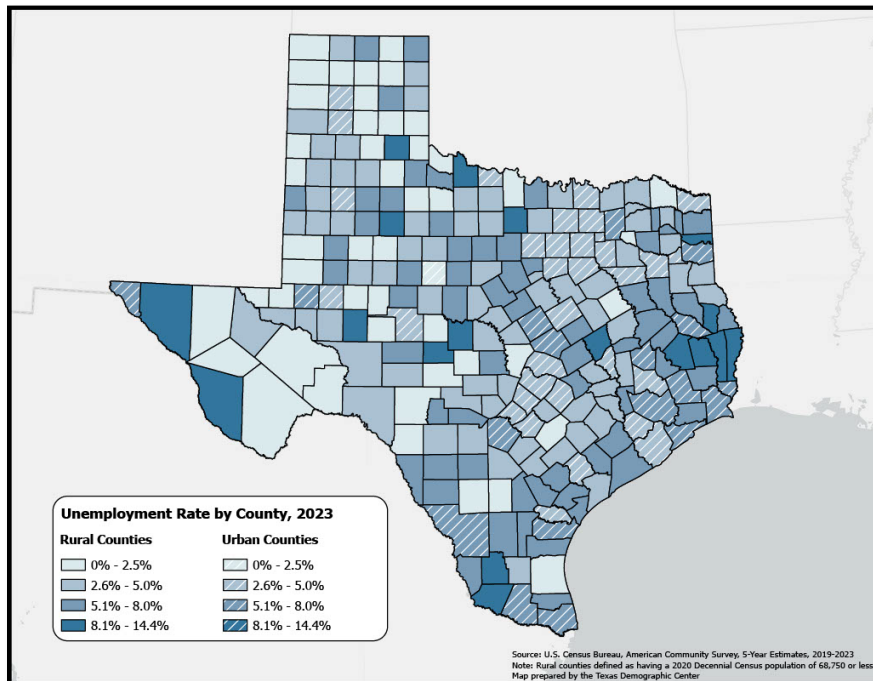 Unemployment Rate by County, 2023
Rural Counties
Urban Counties
0% - 2.5%
0% - 2.5%
2.6% - 5.0%
2.6% - 5.0%
5.1% - 8.0%
5.1% - 8.0%
8.1% - 14.4%
8.1% - 14.4%
Source: U.S. Census Bureau, American Community Survey, 5-Year Estimates, 2019-2023
Note: Rural counties defined as having a 2020 Decennial Census population of 68,750 or less
Map prepared by the Texas Demographic Center